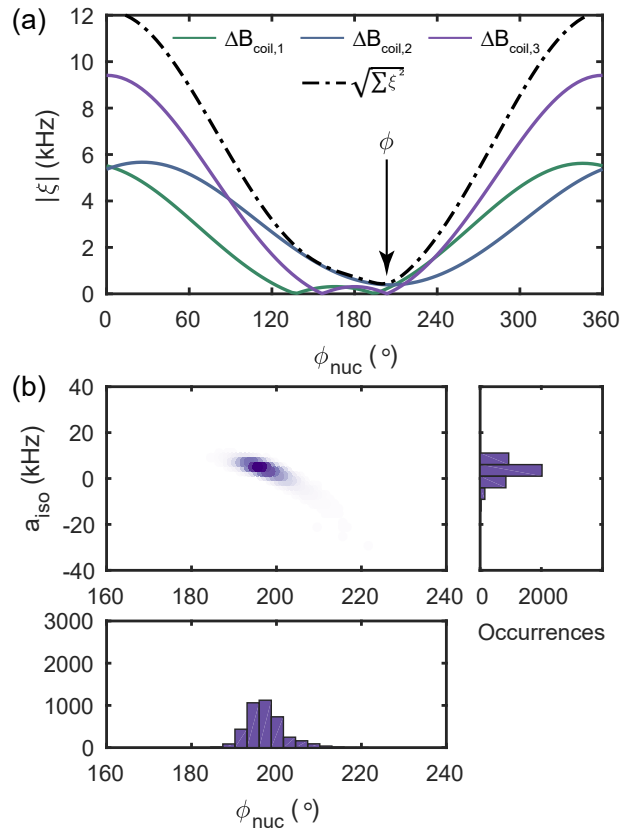 (a)
12
10
8
6
4
2
0
|ξ| (kHz)
ΔB_coil,1 ΔB_coil,2 ΔB_coil,3
√∑ξ²
ϕ
0 60 120 180 240 300 360
ϕ_nuc (°)
(b)
40
20
0
-20
-40
a_iso (kHz)
160 180 200 220 240
0 2000
Occurrences
3000
2000
1000
0
160 180 200 220 240
ϕ_nuc (°)